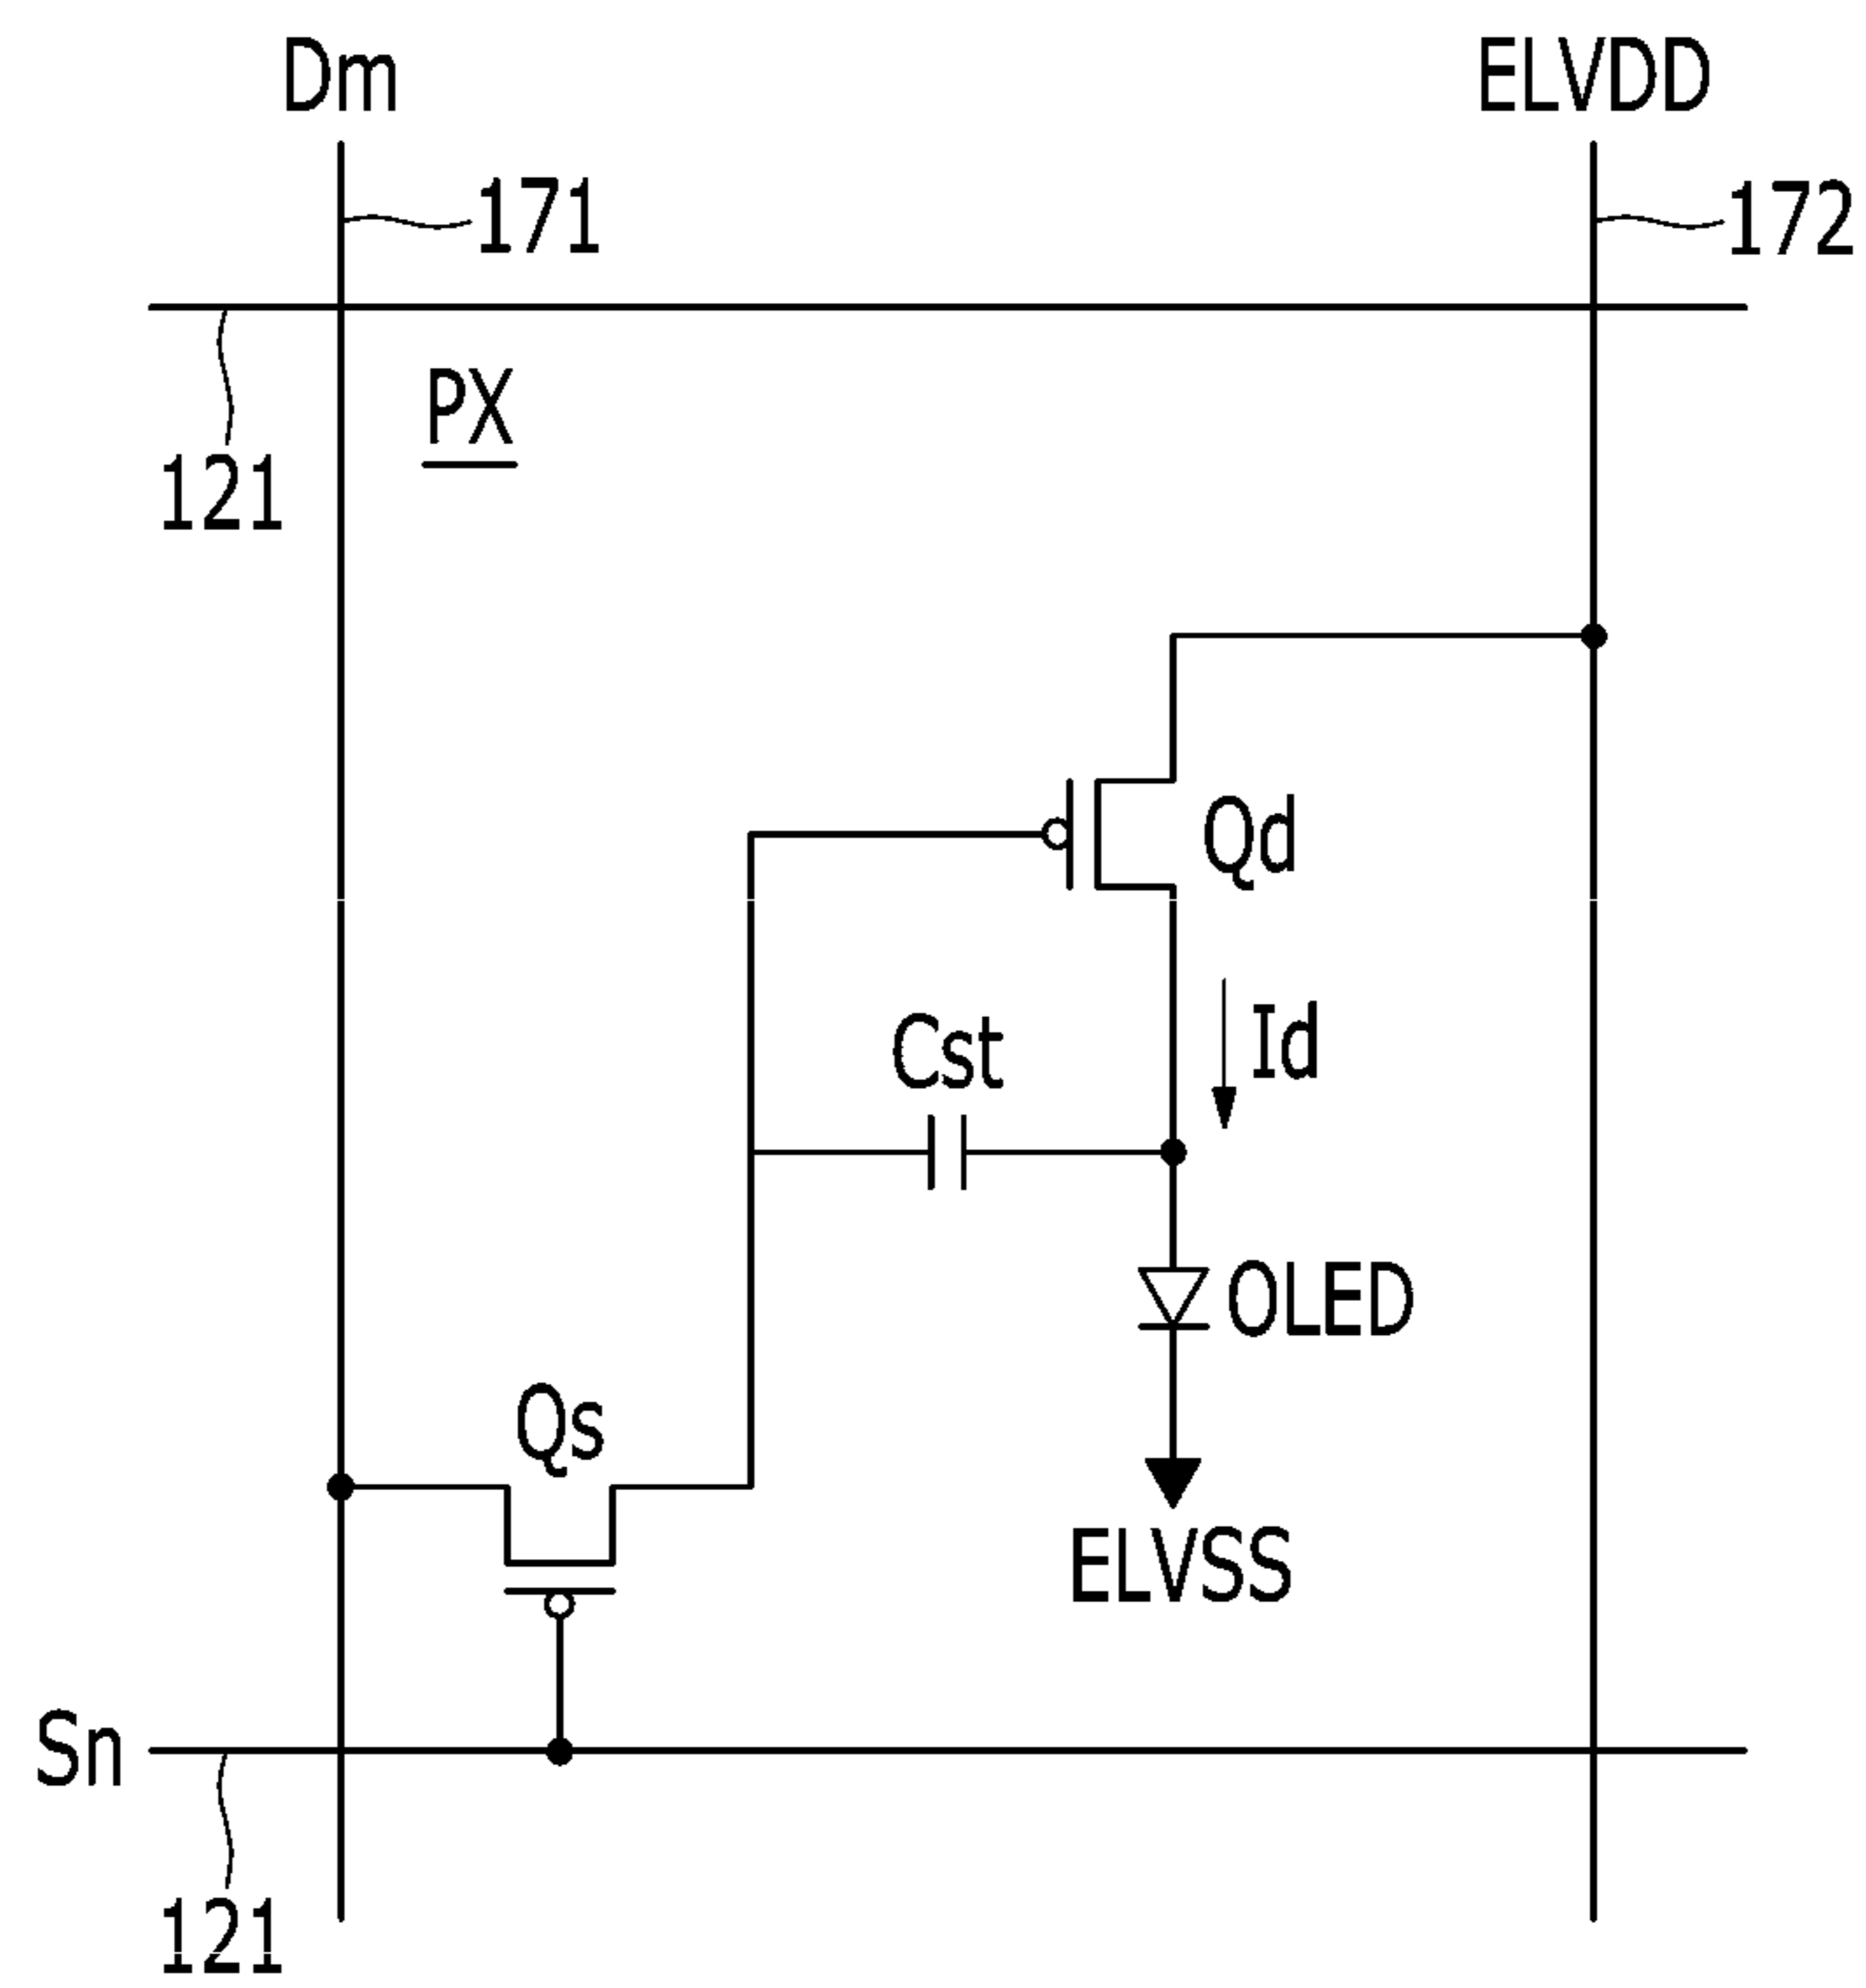 Dm ELVDD
171 172
121
PX
Qd
Cst Id
OLED
Qs
ELVSS
Sn
121